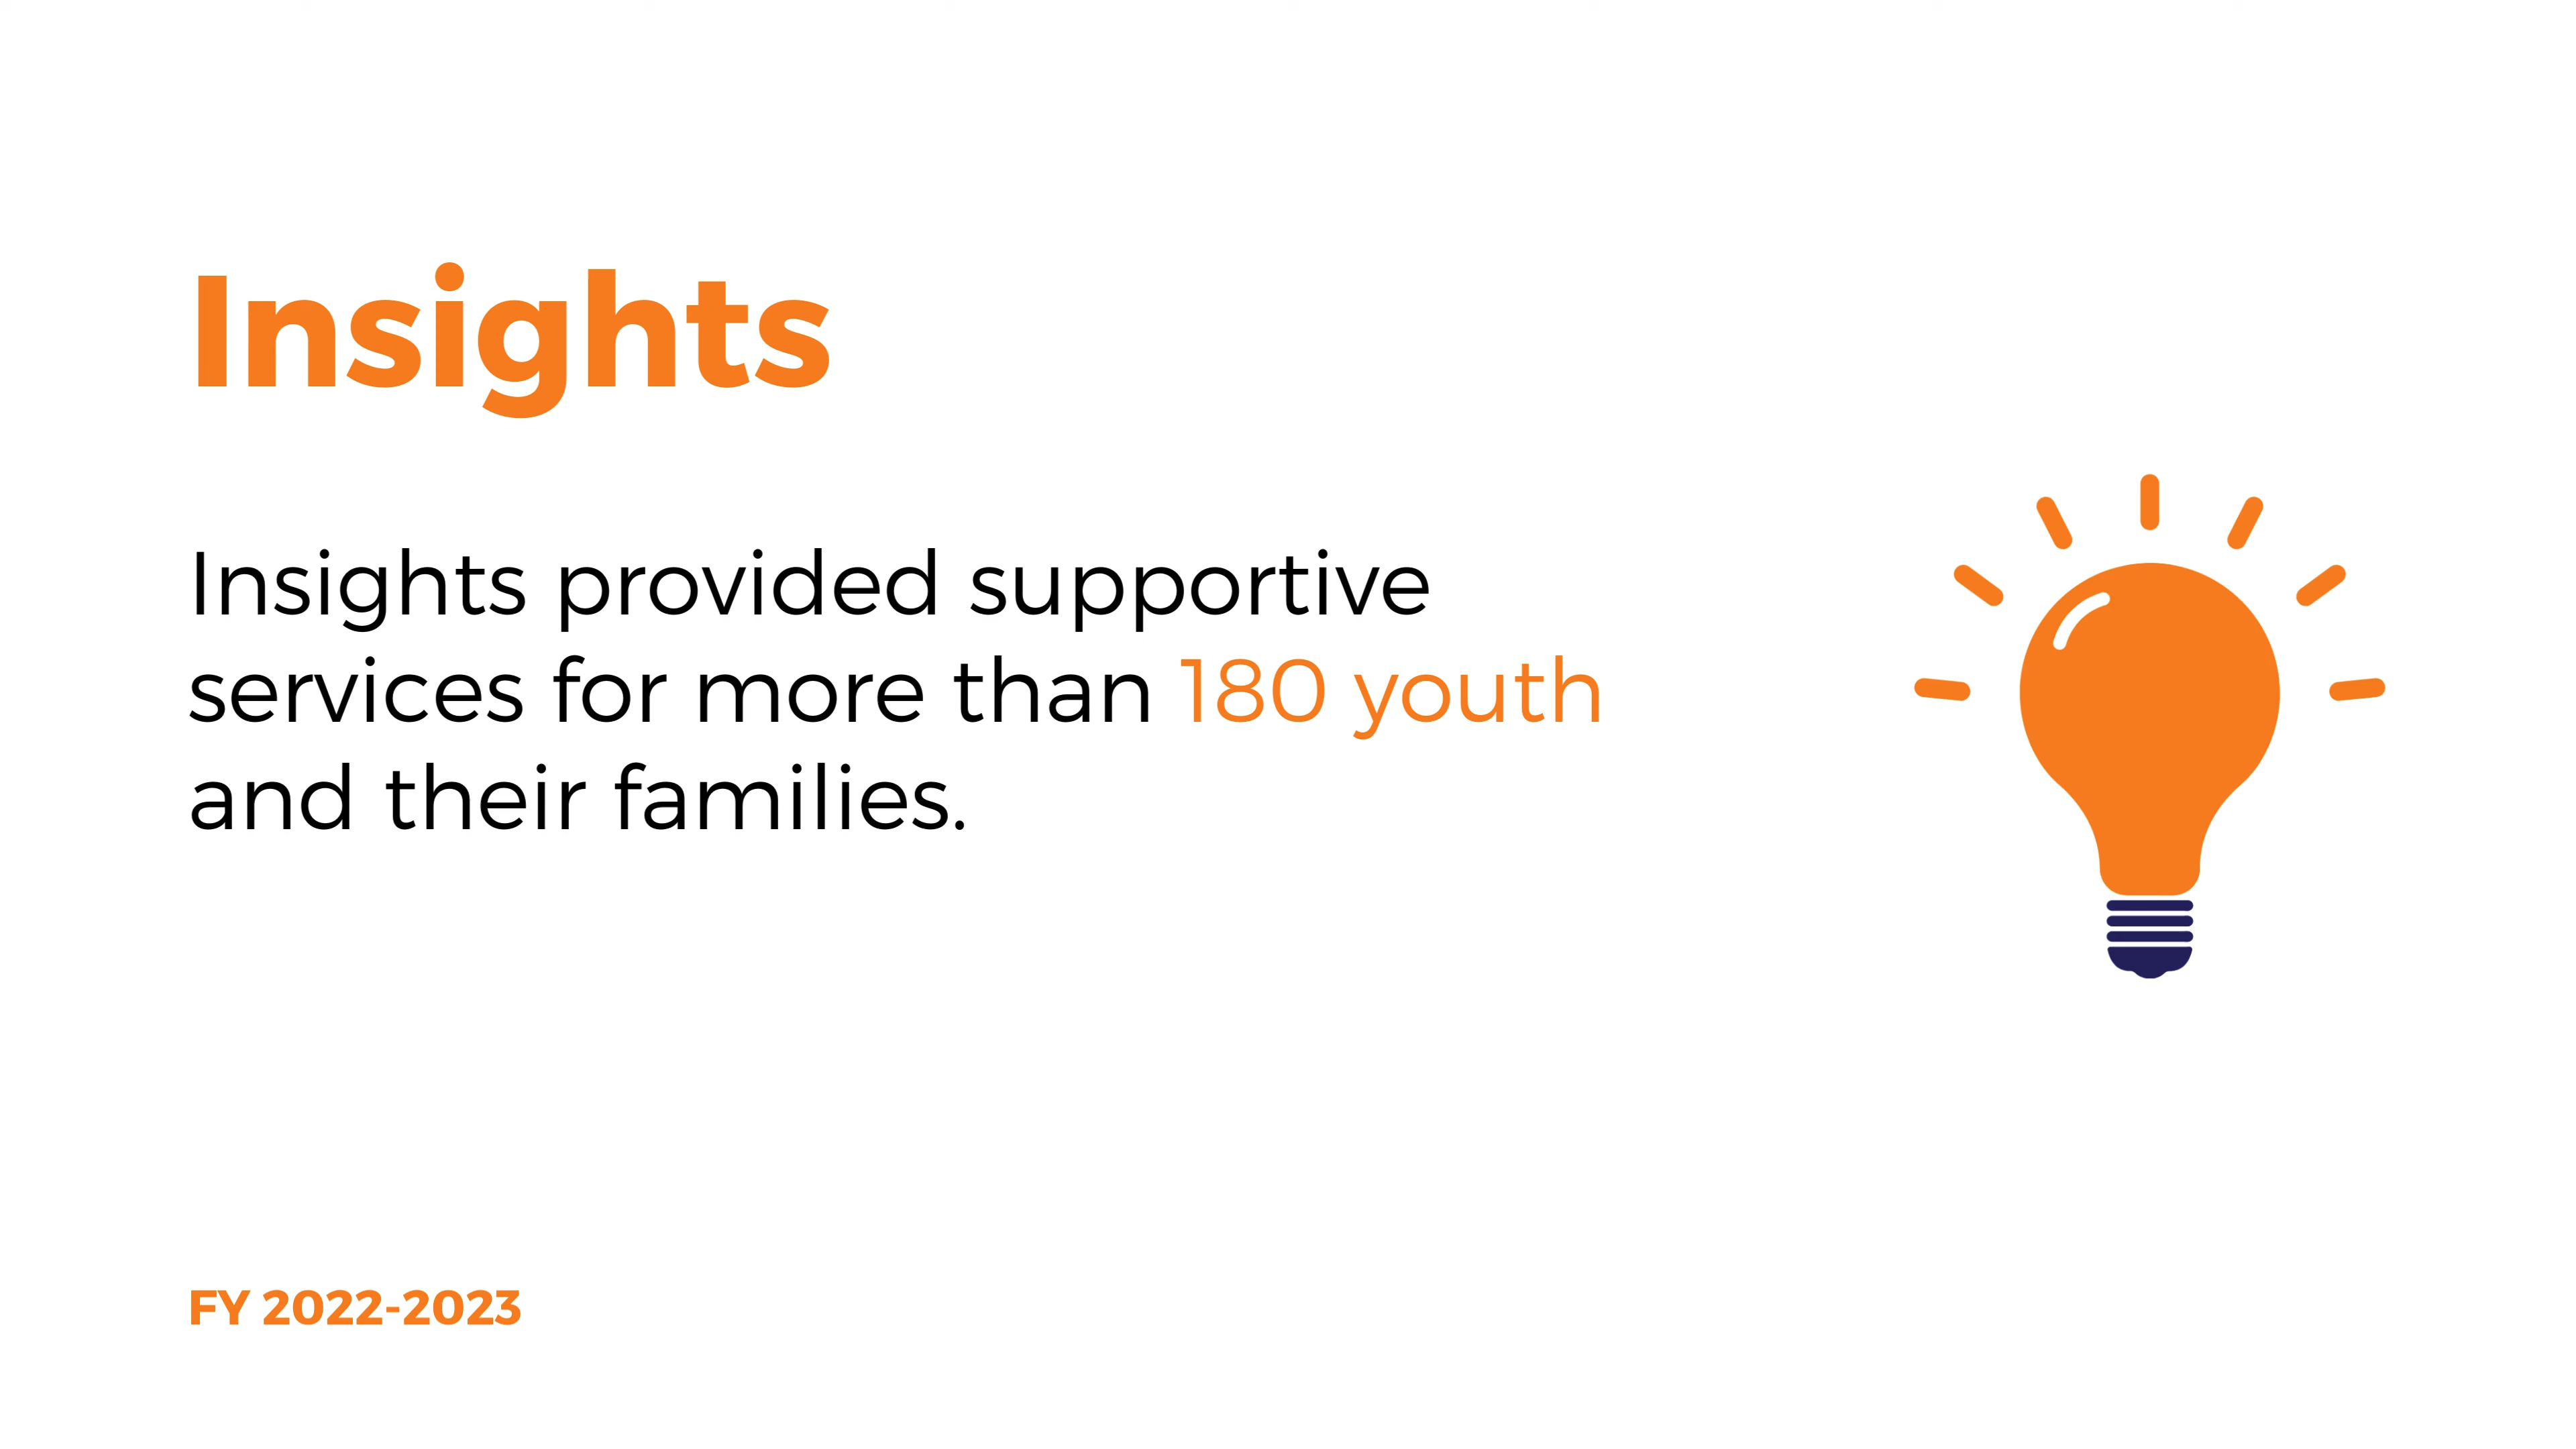 Insights
Insights provided supportive
services for more than 180 youth
and their families.
FY 2022-2023